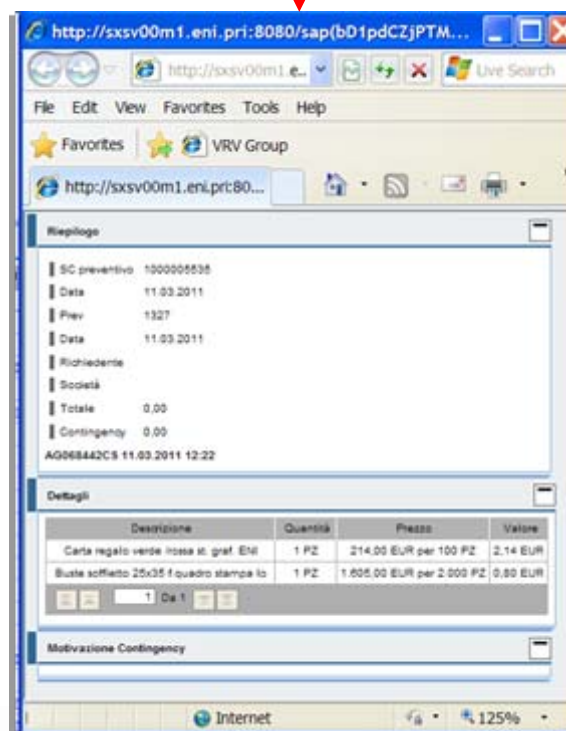 http://sxsv00m1.eni.pri:8080/sap(bD1pdCZjPTM...
http://sxsv00m1.e... Live Search
File Edit View Favorites Tools Help
Favorites VRV Group
http://sxsv00m1.eni.pri:80...
Riepilogo
SC preventivo 1000005535
Data 11.03.2011
Prev 1327
Data 11.03.2011
Richiedente
Società
Totale 0,00
Contingency 0,00
AG068442CS 11.03.2011 12:22
Dettagli
Descrizione Quantità Prezzo Valore
Carta regalo verde /rossa st. graf. ENI 1 PZ 214,00 EUR per 100 PZ 2,14 EUR
Buste soffietto 25x35 f quadro stampa lo 1 PZ 1.605,00 EUR per 2.000 PZ 0,80 EUR
1 Da 1
Motivazione Contingency
Internet 125%